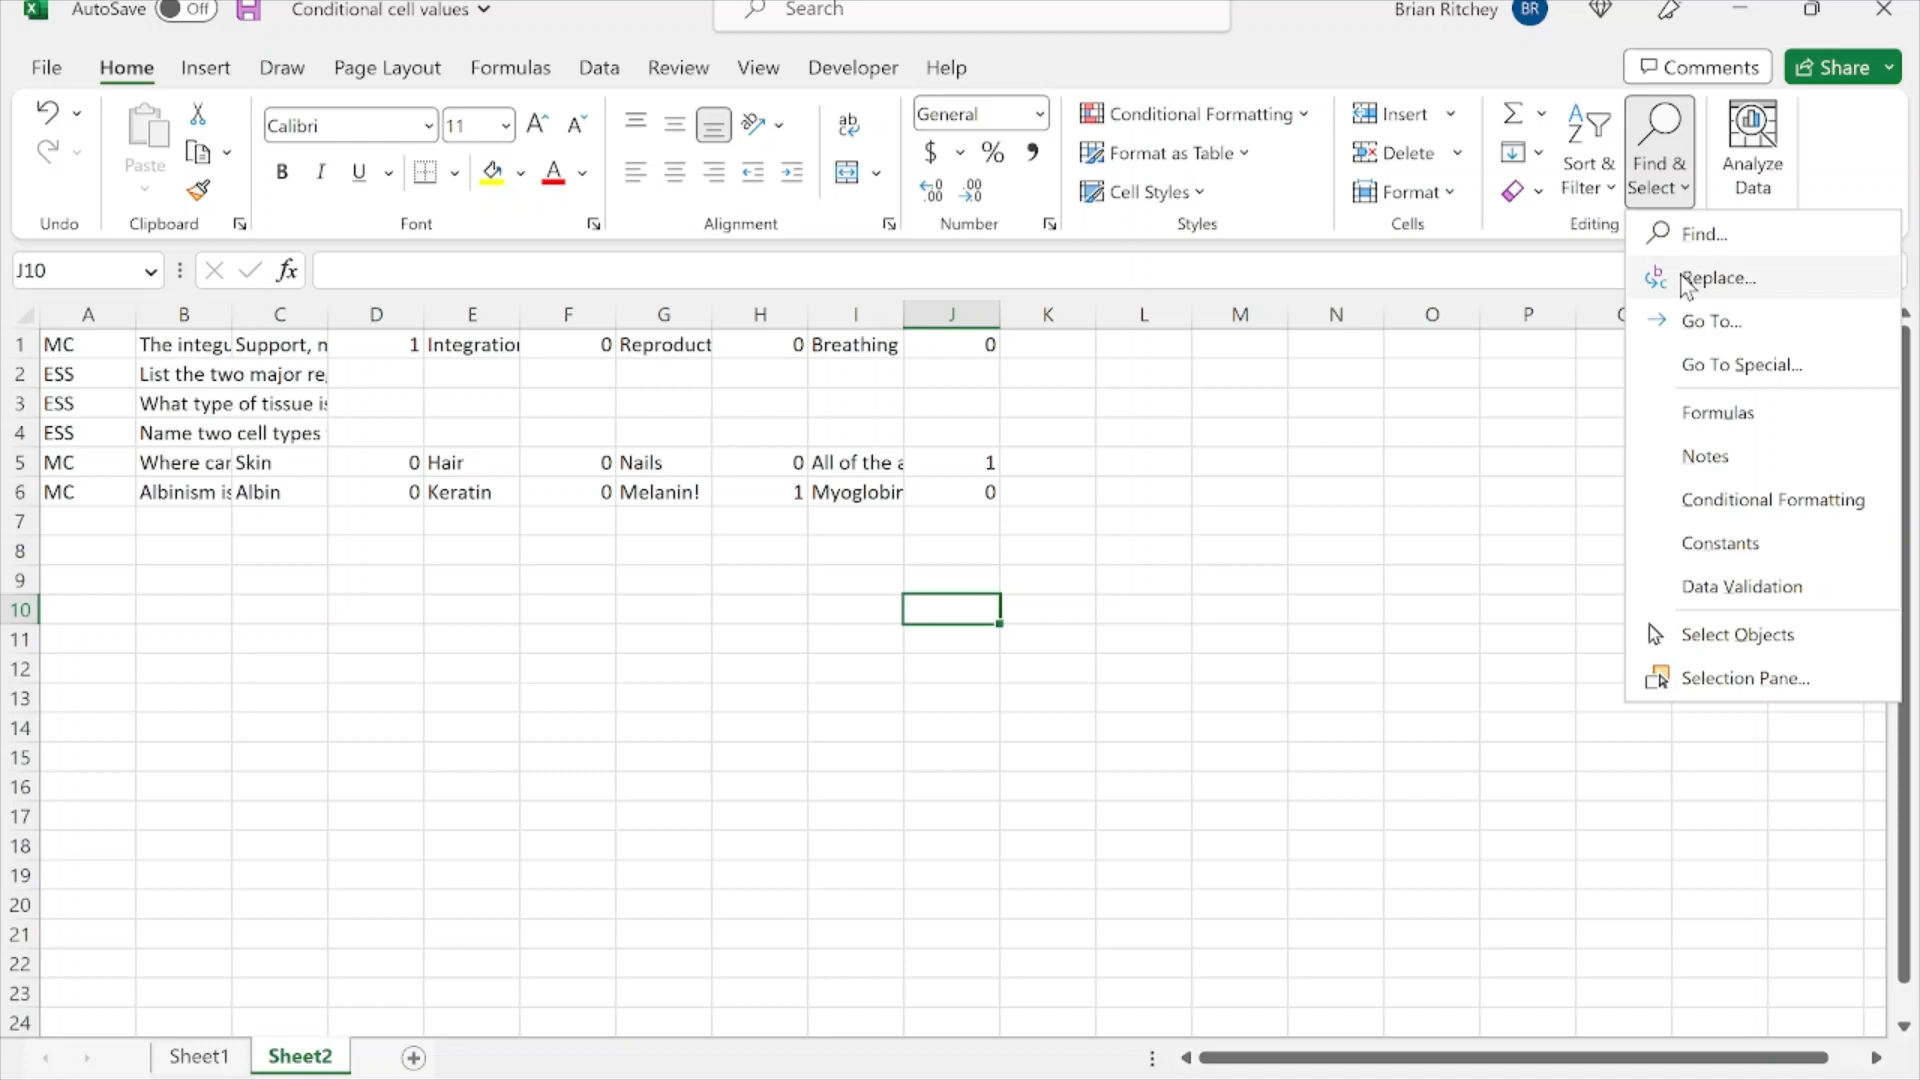 AutoSave Off Conditional cell values Search Brian Ritchey BR
File Home Insert Draw Page Layout Formulas Data Review View Developer Help Comments Share
Calibri 11 General Conditional Formatting Insert
$ % Format as Table Delete
Paste B I U A Cell Styles Format Sort & Filter Find & Select Analyze Data
Undo Clipboard Font Alignment Number Styles Cells Editing
J10 fx
Find...
Replace...
Go To...
Go To Special...
Formulas
Notes
Conditional Formatting
Constants
Data Validation
Select Objects
Selection Pane...
A B C D E F G H I J K L M N O P
1 MC The integu Support, n 1 Integration 0 Reproduct 0 Breathing 0
2 ESS List the two major re
3 ESS What type of tissue is
4 ESS Name two cell types
5 MC Where can Skin 0 Hair 0 Nails 0 All of the a 1
6 MC Albinism is Albin 0 Keratin 0 Melanin! 1 Myoglobin 0
7
8
9
10
11
12
13
14
15
16
17
18
19
20
21
22
23
24
Sheet1 Sheet2